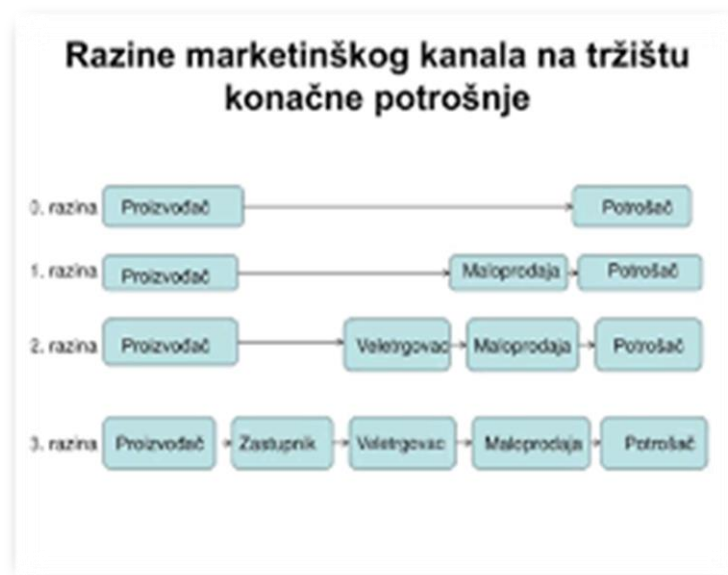 Razine marketinškog kanala na tržištu
konačne potrošnje
0. razina Proizvođač Potrošač
1. razina Proizvođač Maloprodaja Potrošač
2. razina Proizvođač Veletrgovac Maloprodaja Potrošač
3. razina Proizvođač Zastupnik Veletrgovac Maloprodaja Potrošač